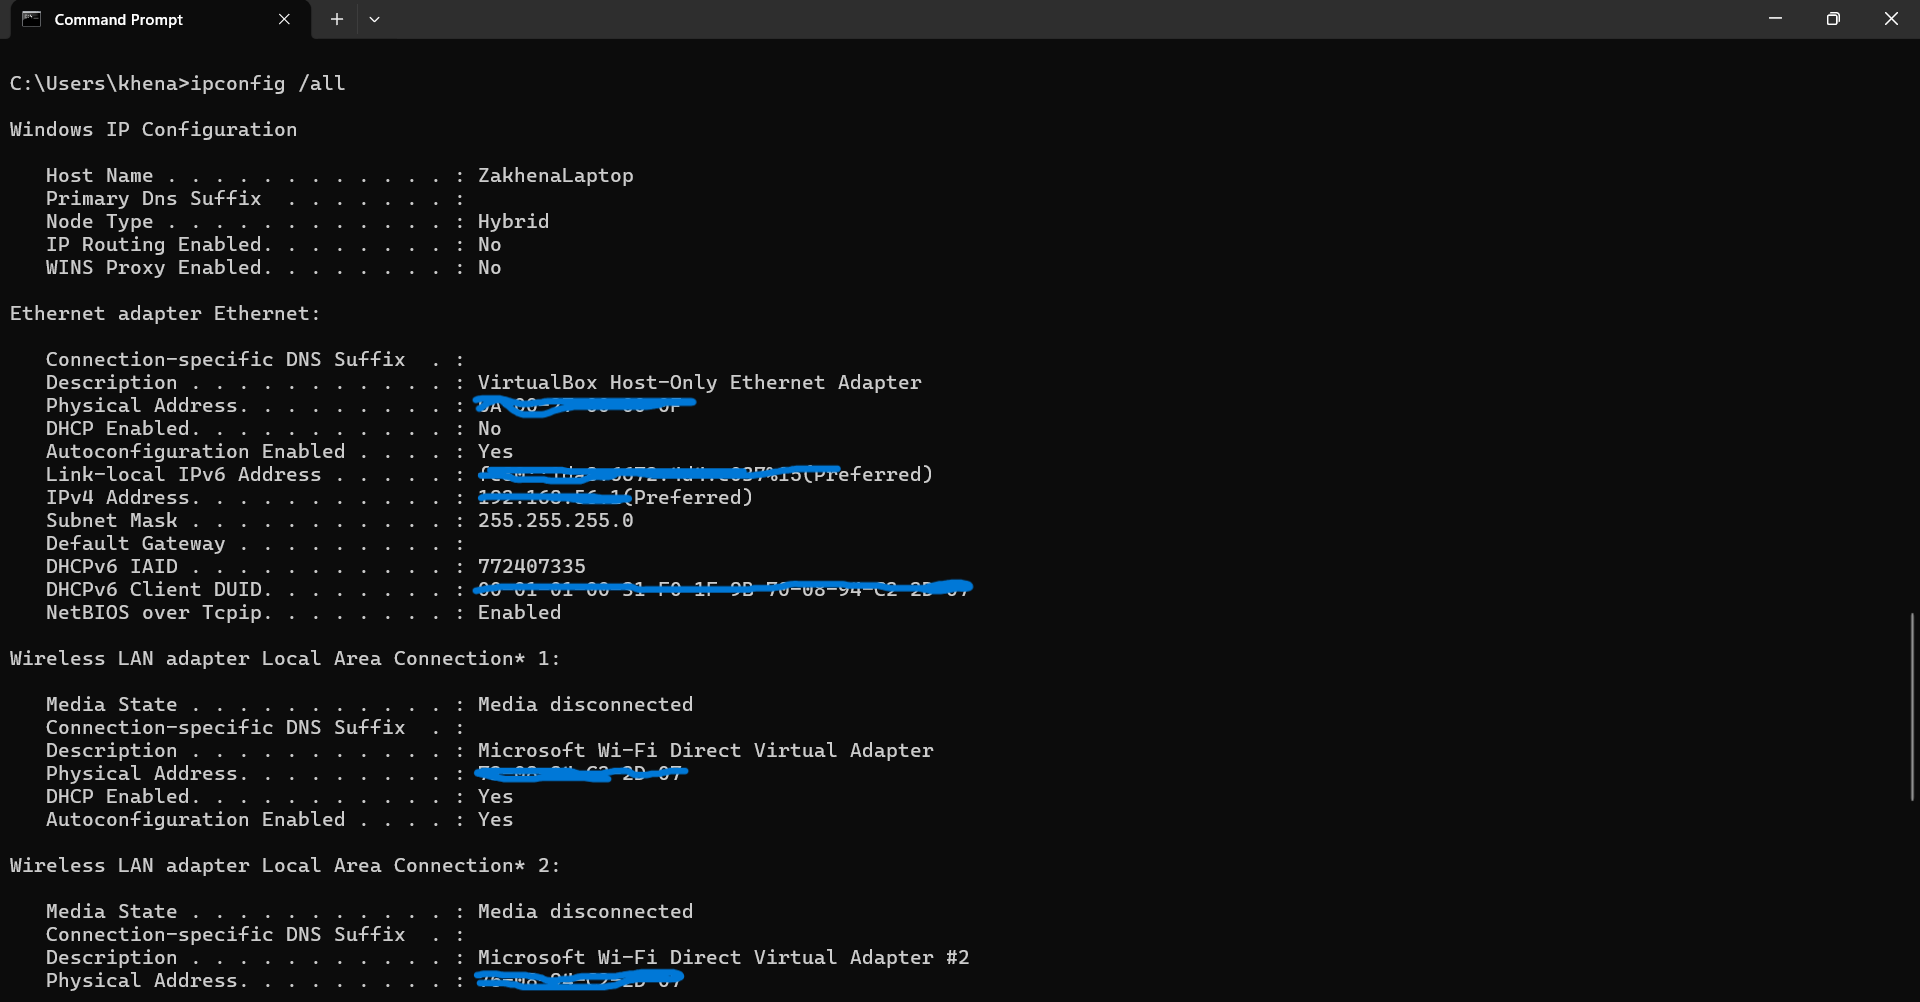 Command Prompt
C:\Users\khena>ipconfig /all
Windows IP Configuration
Host Name . . . . . . . . . . . . : ZakhenaLaptop
Primary Dns Suffix  . . . . . . . :
Node Type . . . . . . . . . . . . : Hybrid
IP Routing Enabled. . . . . . . . : No
WINS Proxy Enabled. . . . . . . . : No
Ethernet adapter Ethernet:
Connection-specific DNS Suffix  . :
Description . . . . . . . . . . . : VirtualBox Host-Only Ethernet Adapter
Physical Address. . . . . . . . . :
DHCP Enabled. . . . . . . . . . . : No
Autoconfiguration Enabled . . . . : Yes
Link-local IPv6 Address . . . . . : (Preferred)
IPv4 Address. . . . . . . . . . . : (Preferred)
Subnet Mask . . . . . . . . . . . : 255.255.255.0
Default Gateway . . . . . . . . . :
DHCPv6 IAID . . . . . . . . . . . : 772407335
DHCPv6 Client DUID. . . . . . . . :
NetBIOS over Tcpip. . . . . . . . : Enabled
Wireless LAN adapter Local Area Connection* 1:
Media State . . . . . . . . . . . : Media disconnected
Connection-specific DNS Suffix  . :
Description . . . . . . . . . . . : Microsoft Wi-Fi Direct Virtual Adapter
Physical Address. . . . . . . . . :
DHCP Enabled. . . . . . . . . . . : Yes
Autoconfiguration Enabled . . . . : Yes
Wireless LAN adapter Local Area Connection* 2:
Media State . . . . . . . . . . . : Media disconnected
Connection-specific DNS Suffix  . :
Description . . . . . . . . . . . : Microsoft Wi-Fi Direct Virtual Adapter #2
Physical Address. . . . . . . . . :